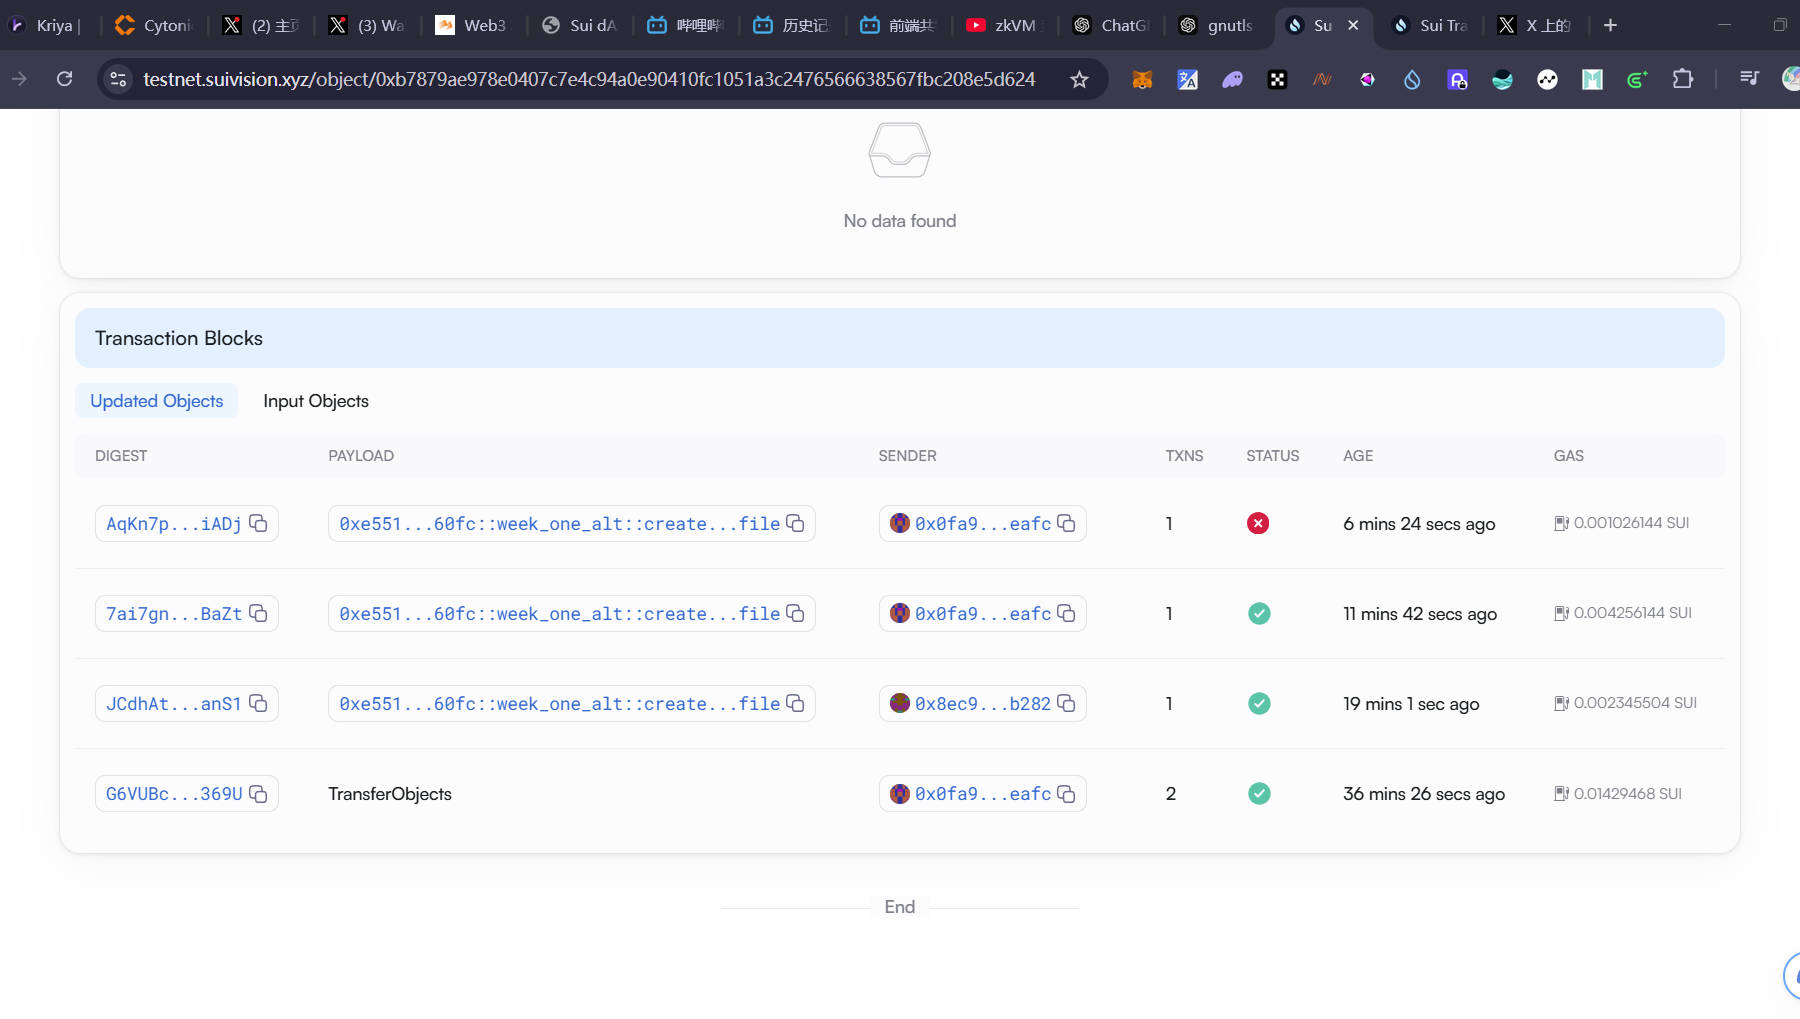 Kriya |
Cytoni
(2) 主页
(3) Wa
Web3
Sui dA
哔哩哔
历史记
前端共
zkVM
ChatG
gnutls
Su
Sui Tra
X 上的
testnet.suivision.xyz/object/0xb7879ae978e0407c7e4c94a0e90410fc1051a3c2476566638567fbc208e5d624
No data found
Transaction Blocks
Updated Objects Input Objects
DIGEST PAYLOAD SENDER TXNS STATUS AGE GAS
AqKn7p...iADj 0xe551...60fc::week_one_alt::create...file 0x0fa9...eafc 1 6 mins 24 secs ago 0.001026144 SUI
7ai7gn...BaZt 0xe551...60fc::week_one_alt::create...file 0x0fa9...eafc 1 11 mins 42 secs ago 0.004256144 SUI
JCdhAt...anS1 0xe551...60fc::week_one_alt::create...file 0x8ec9...b282 1 19 mins 1 sec ago 0.002345504 SUI
G6VUBc...369U TransferObjects 0x0fa9...eafc 2 36 mins 26 secs ago 0.01429468 SUI
End